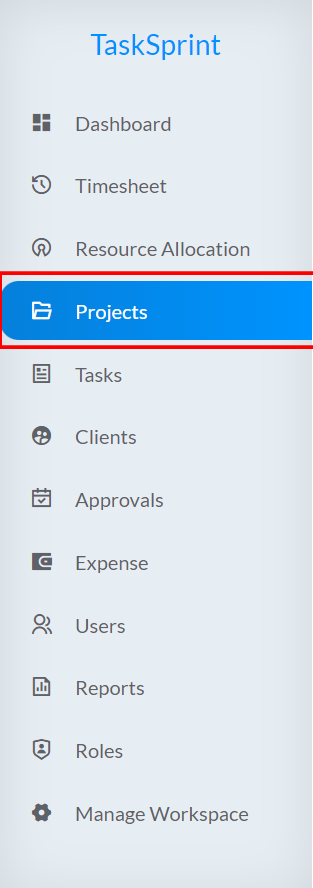 TaskSprint
Dashboard
Timesheet
Resource Allocation
Projects
Tasks
Clients
Approvals
Expense
Users
Reports
Roles
Manage Workspace